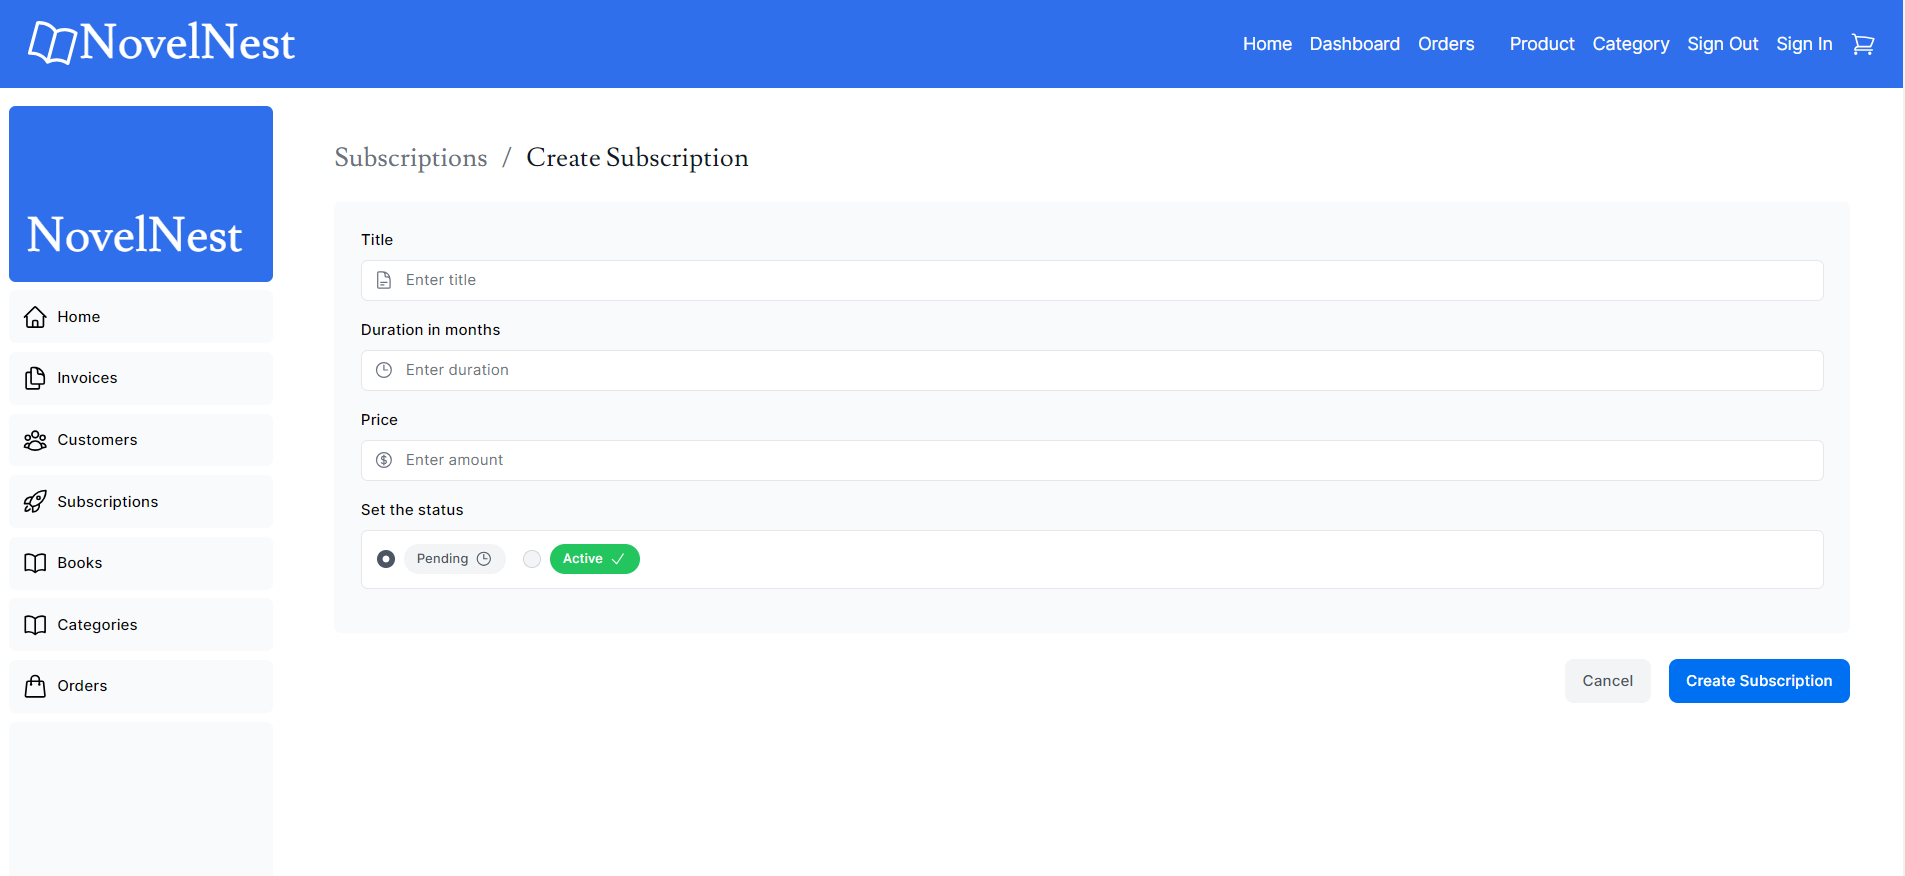 NovelNest
Home Dashboard Orders Product Category Sign Out Sign In
NovelNest
Home
Invoices
Customers
Subscriptions
Books
Categories
Orders
Subscriptions / Create Subscription
Title
Enter title
Duration in months
Enter duration
Price
Enter amount
Set the status
Pending Active
Cancel Create Subscription